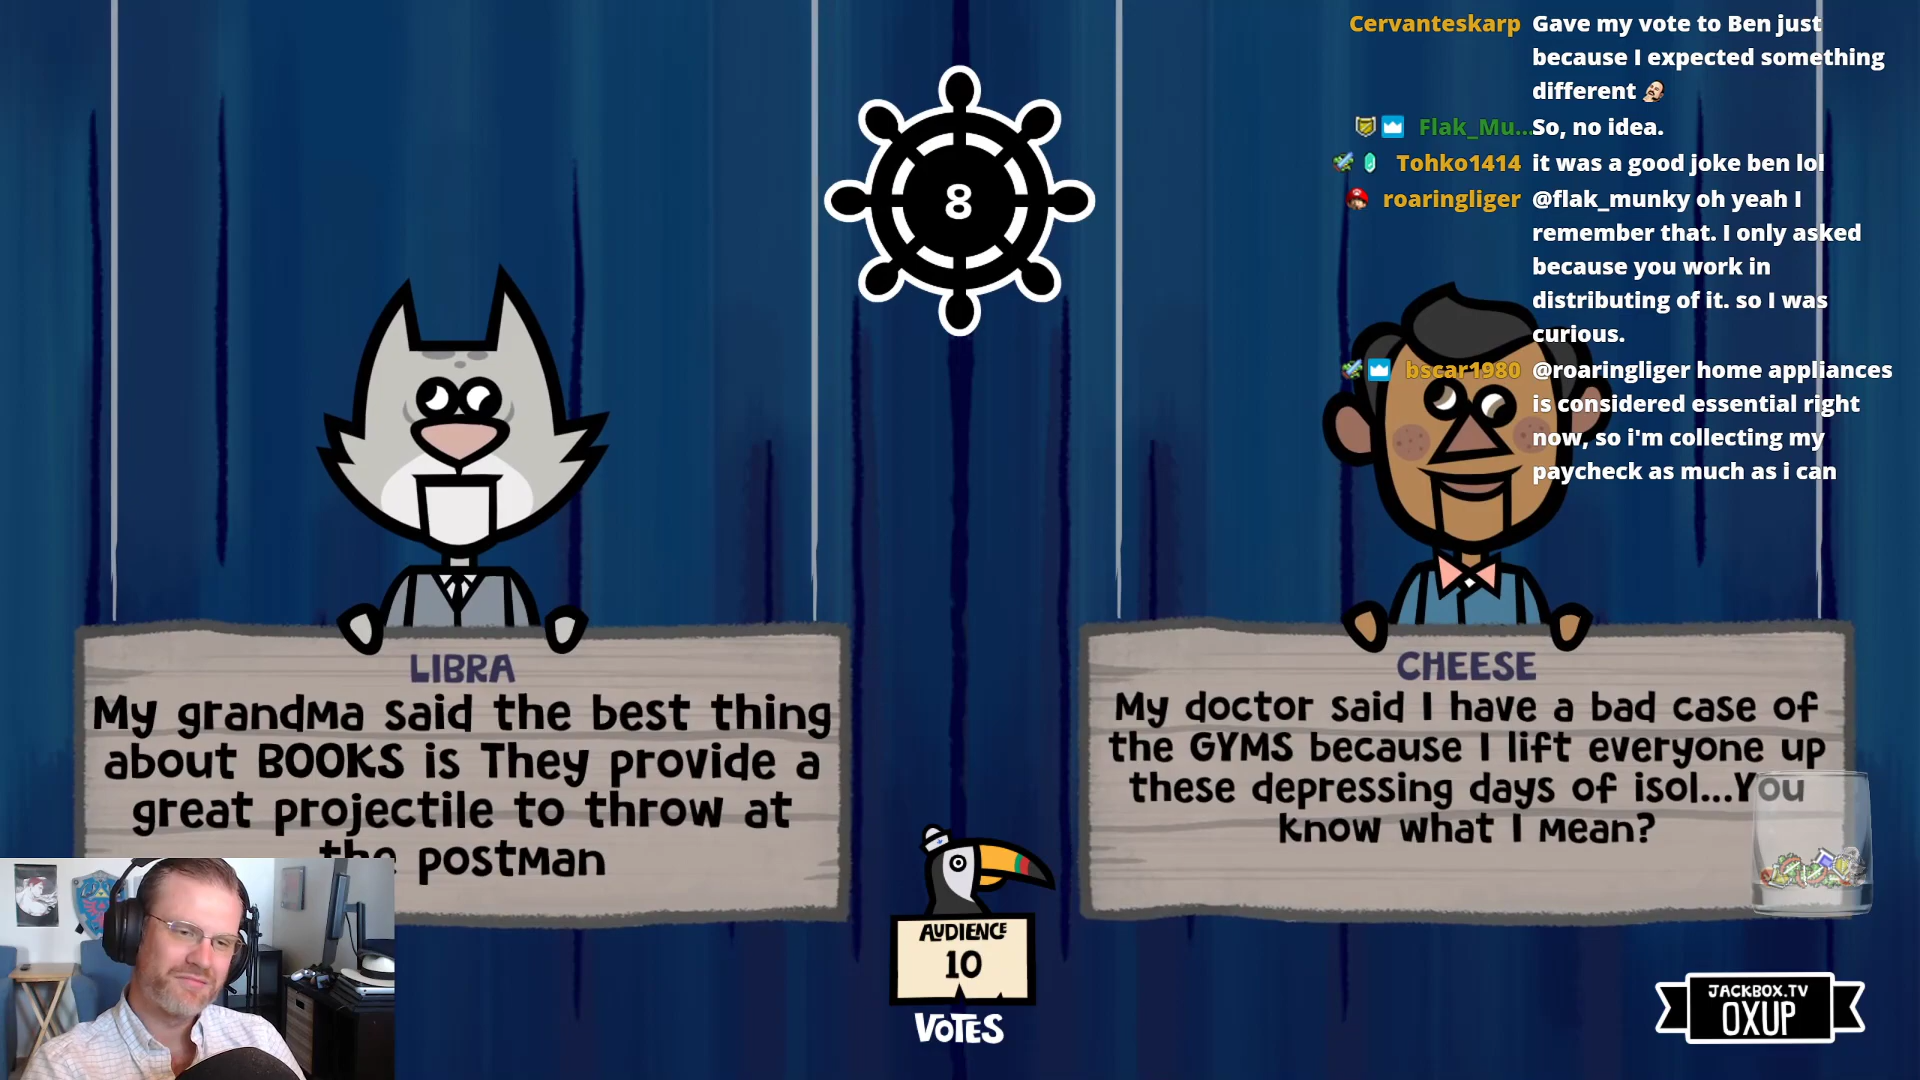 Cervanteskarp Gave my vote to Ben just
because I expected something
different
Flak_Mu... So, no idea.
Tohko1414 it was a good joke ben lol
roaringliger @flak_munky oh yeah I
remember that. I only asked
because you work in
distributing of it. so I was
curious.
bscar1980 @roaringliger home appliances
is considered essential right
now, so i'm collecting my
paycheck as much as i can
8
LIBRA
My grandma said the best thing
about BOOKS is They provide a
great projectile to throw at
the postman
CHEESE
My doctor said I have a bad case of
the GYMS because I lift everyone up
these depressing days of isol...You
know what I mean?
AUDIENCE
10
VOTES
JACKBOX.TV
OXUP